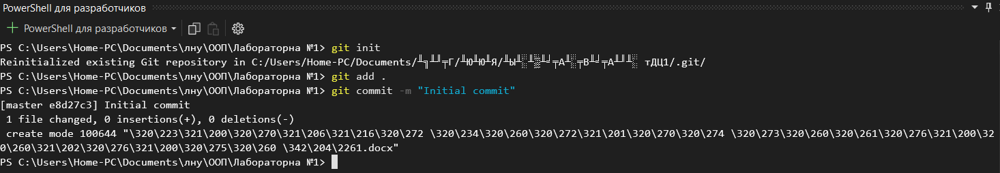 PowerShell для разработчиков
PowerShell для разработчиков
PS C:\Users\Home-PC\Documents\лну\ООП\Лабораторна №1> git init
Reinitialized existing Git repository in C:/Users/Home-PC/Documents/╨╗╨╜╤Г/╨Ю╨Ю╨Я/╨Ы╨░╨▒╨╛╤А╨░╤В╨╛╤А╨╜╨░ тДЦ1/.git/
PS C:\Users\Home-PC\Documents\лну\ООП\Лабораторна №1> git add .
PS C:\Users\Home-PC\Documents\лну\ООП\Лабораторна №1> git commit -m "Initial commit"
[master e8d27c3] Initial commit
1 file changed, 0 insertions(+), 0 deletions(-)
create mode 100644 "\320\223\321\200\320\270\321\206\321\216\320\272 \320\234\320\260\320\272\321\201\320\270\320\274 \320\273\320\260\320\261\320\276\321\200\32
0\260\321\202\320\276\321\200\320\275\320\260 \342\204\2261.docx"
PS C:\Users\Home-PC\Documents\лну\ООП\Лабораторна №1>